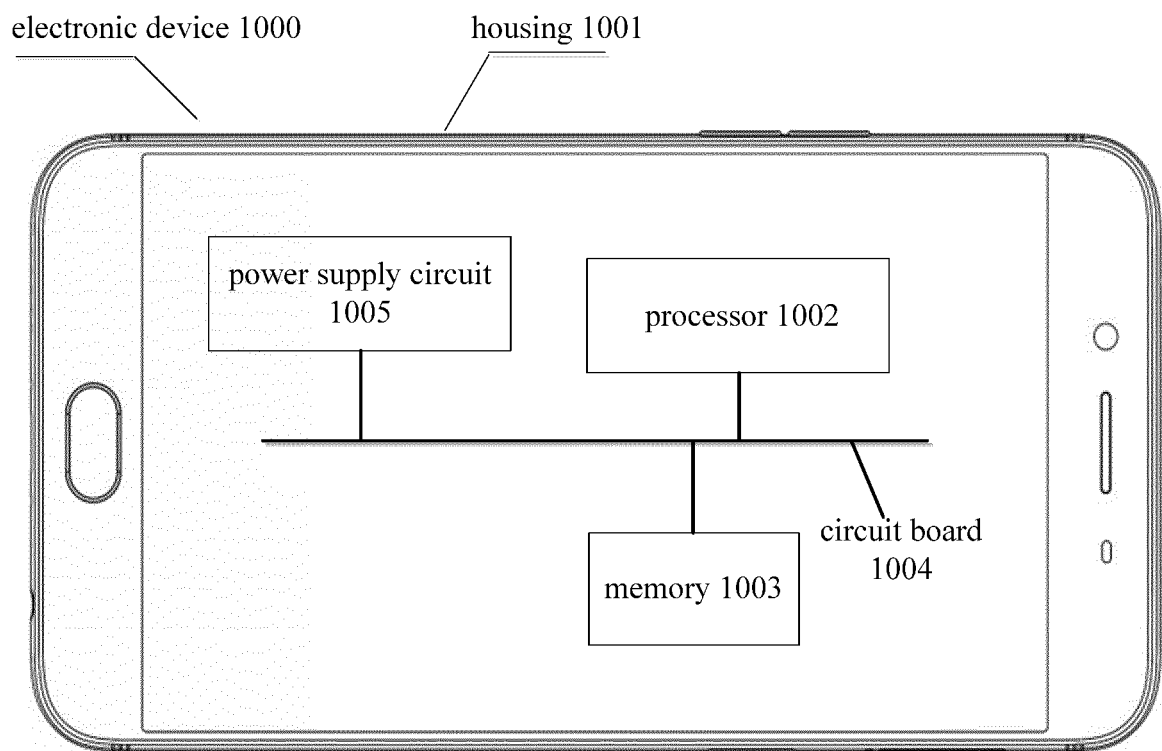 electronic device 1000
housing 1001
power supply circuit
1005
processor 1002
circuit board
1004
memory 1003